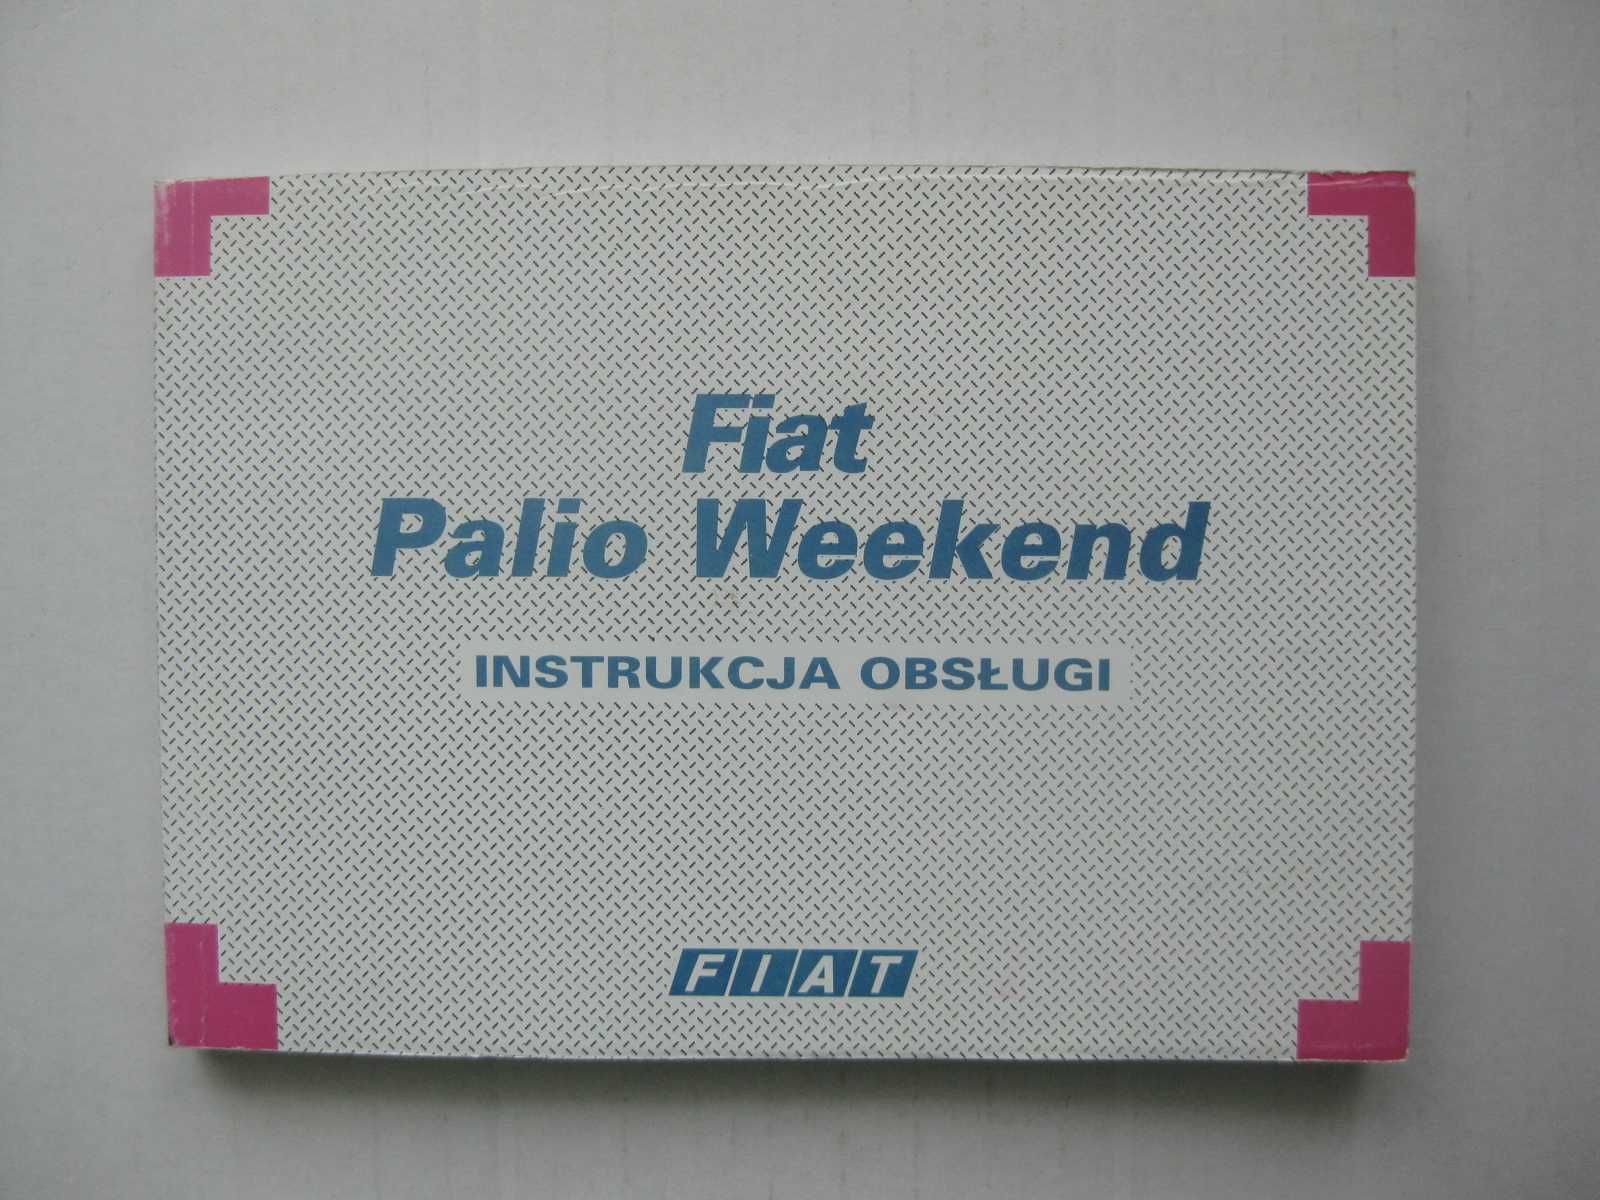 Fiat
Palio Weekend
INSTRUKCJA OBSŁUGI
FIAT